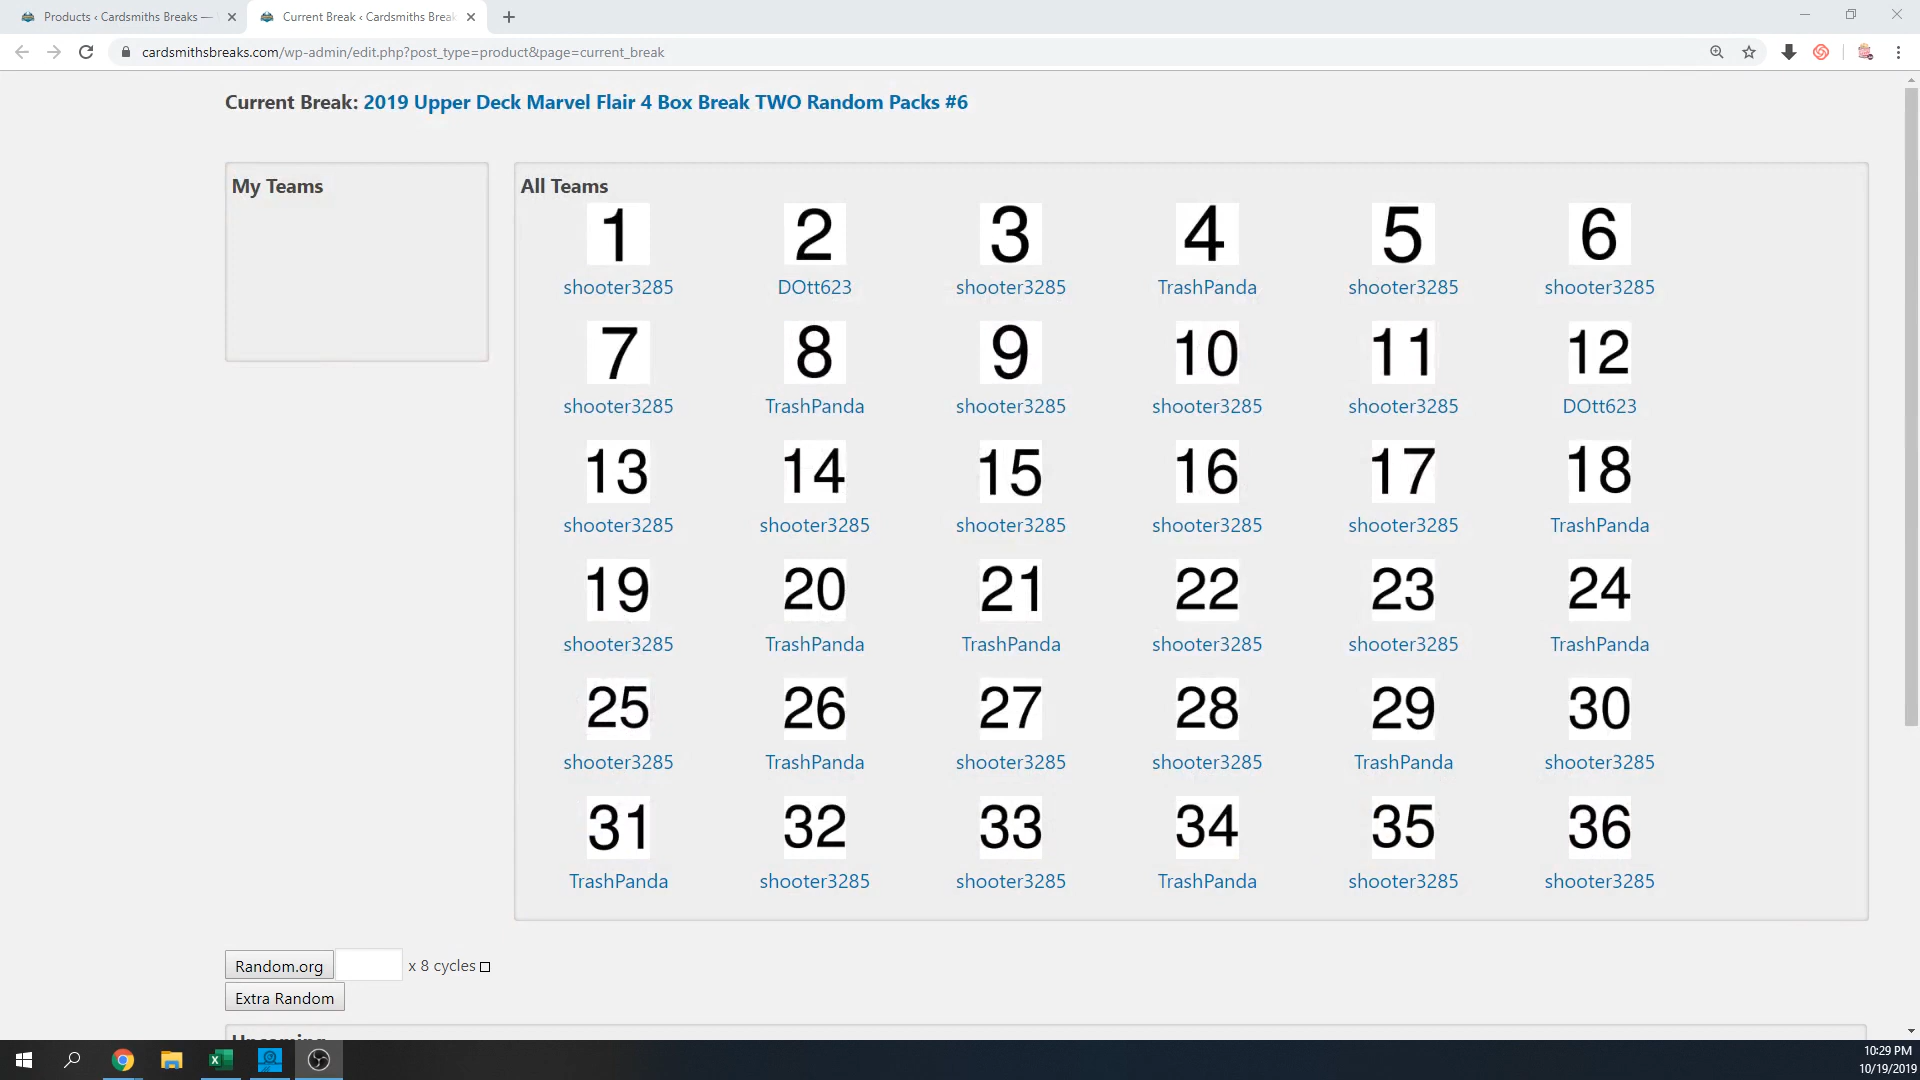 Products ‹ Cardsmiths Breaks —
Current Break ‹ Cardsmiths Break
cardsmithsbreaks.com/wp-admin/edit.php?post_type=product&page=current_break
Current Break: 2019 Upper Deck Marvel Flair 4 Box Break TWO Random Packs #6
My Teams
All Teams
1 2 3 4 5 6
shooter3285 DOtt623 shooter3285 TrashPanda shooter3285 shooter3285
7 8 9 10 11 12
shooter3285 TrashPanda shooter3285 shooter3285 shooter3285 DOtt623
13 14 15 16 17 18
shooter3285 shooter3285 shooter3285 shooter3285 shooter3285 TrashPanda
19 20 21 22 23 24
shooter3285 TrashPanda TrashPanda shooter3285 shooter3285 TrashPanda
25 26 27 28 29 30
shooter3285 TrashPanda shooter3285 shooter3285 TrashPanda shooter3285
31 32 33 34 35 36
TrashPanda shooter3285 shooter3285 TrashPanda shooter3285 shooter3285
Random.org x 8 cycles
Extra Random
Upcoming
10:29 PM
10/19/2019